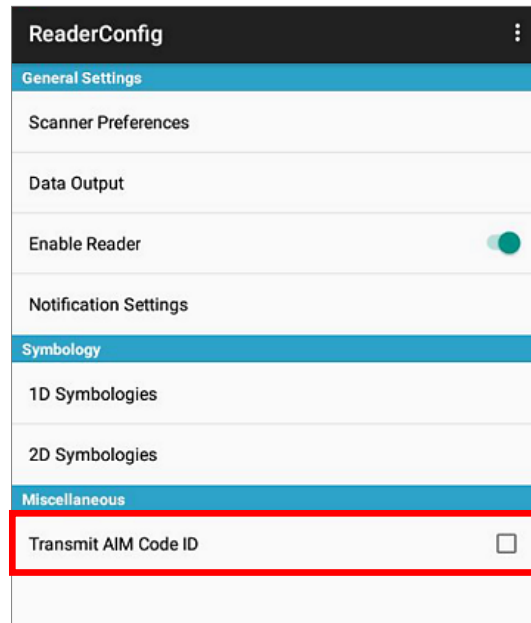 ReaderConfig
General Settings
Scanner Preferences
Data Output
Enable Reader
Notification Settings
Symbology
1D Symbologies
2D Symbologies
Miscellaneous
Transmit AIM Code ID